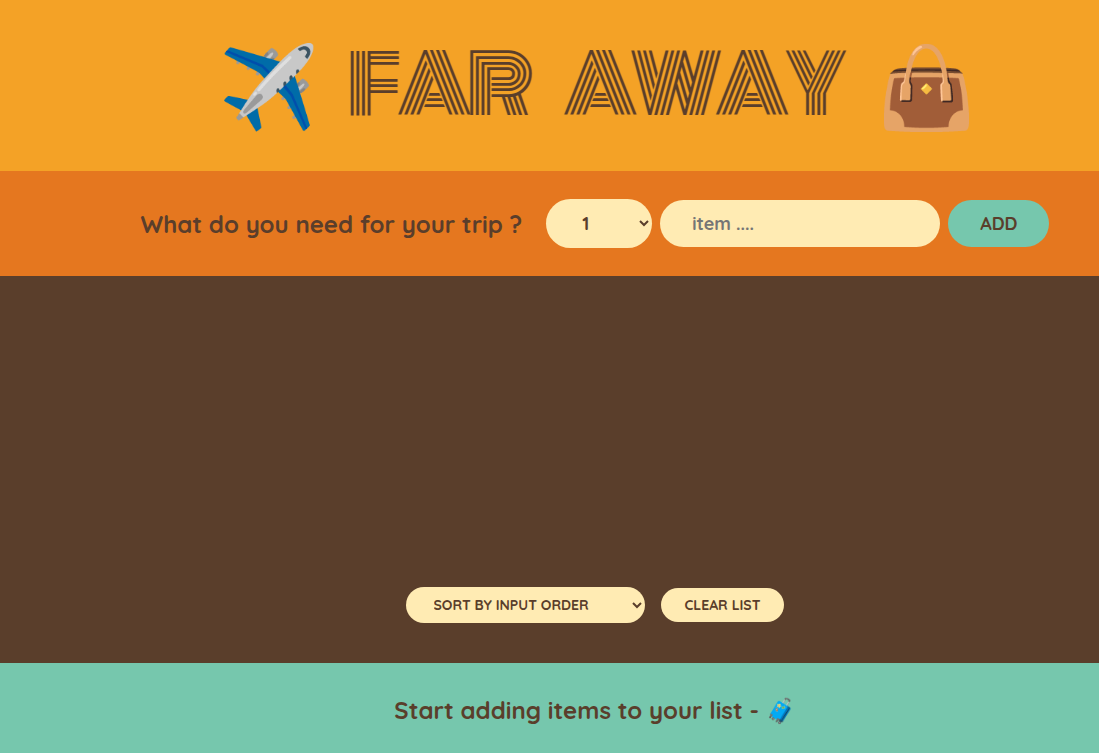 FAR AWAY
What do you need for your trip ? 1 item .... ADD
SORT BY INPUT ORDER CLEAR LIST
Start adding items to your list -